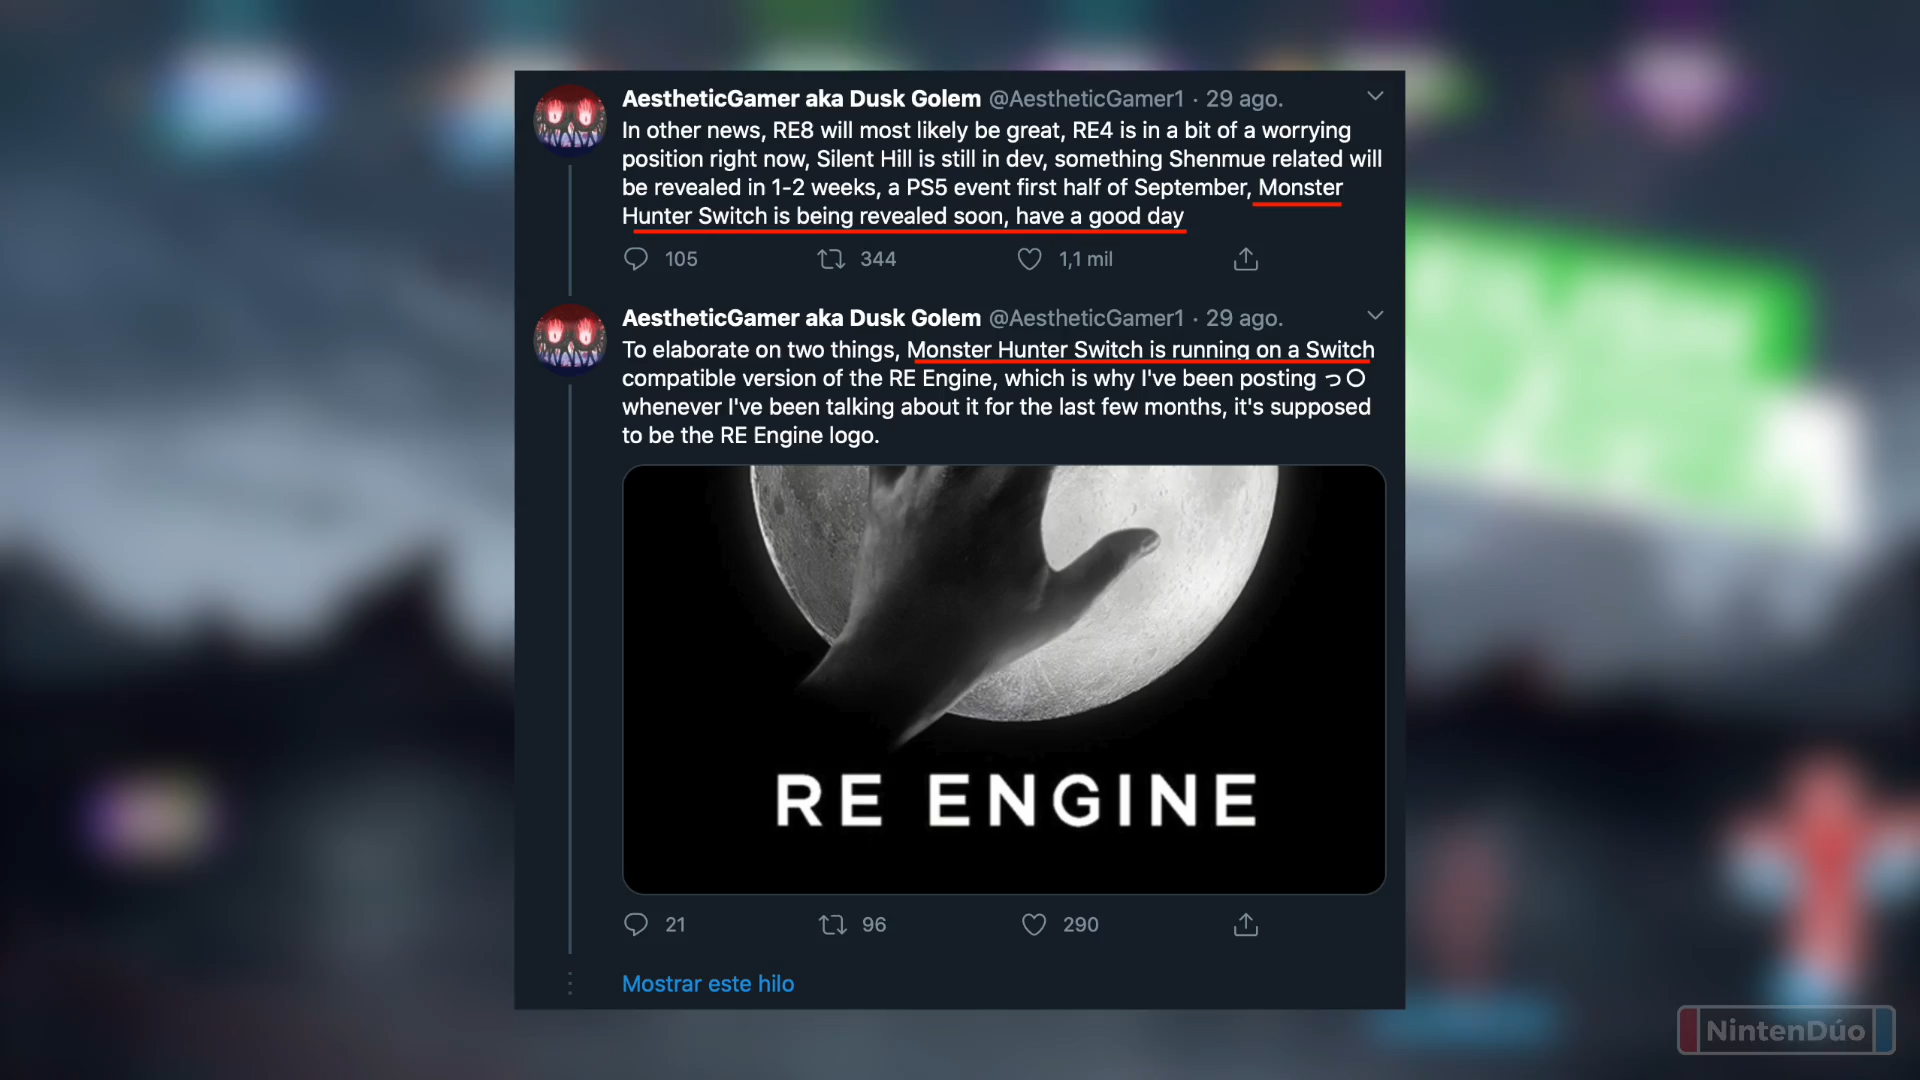 AestheticGamer aka Dusk Golem @AestheticGamer1 · 29 ago.
In other news, RE8 will most likely be great, RE4 is in a bit of a worrying
position right now, Silent Hill is still in dev, something Shenmue related will
be revealed in 1-2 weeks, a PS5 event first half of September, Monster
Hunter Switch is being revealed soon, have a good day
105 344 1,1 mil
AestheticGamer aka Dusk Golem @AestheticGamer1 · 29 ago.
To elaborate on two things, Monster Hunter Switch is running on a Switch
compatible version of the RE Engine, which is why I've been posting っ〇
whenever I've been talking about it for the last few months, it's supposed
to be the RE Engine logo.
RE ENGINE
21 96 290
Mostrar este hilo
NintenDúo